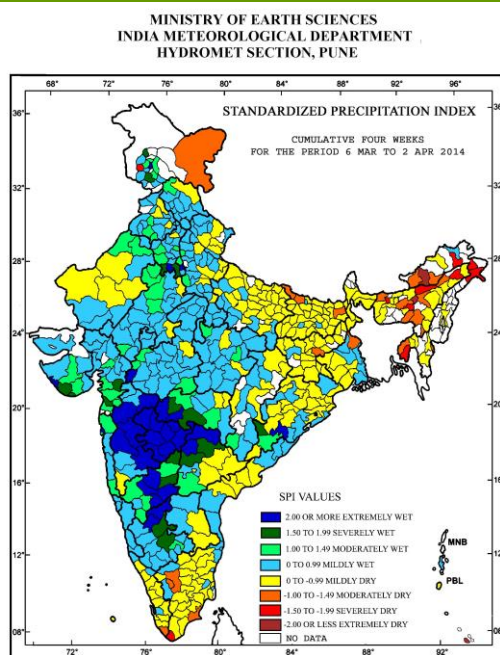 MINISTRY OF EARTH SCIENCES
INDIA METEOROLOGICAL DEPARTMENT
HYDROMET SECTION, PUNE
68° 72° 76° 80° 84° 88° 92° 96°
STANDARDIZED PRECIPITATION INDEX
CUMULATIVE FOUR WEEKS
FOR THE PERIOD 6 MAR TO 2 APR 2014
36°
32°
28°
24°
20°
16°
12°
08°
SPI VALUES
2.00 OR MORE EXTREMELY WET
1.50 TO 1.99 SEVERELY WET
1.00 TO 1.49 MODERATELY WET
0 TO 0.99 MILDLY WET
0 TO -0.99 MILDLY DRY
-1.00 TO -1.49 MODERATELY DRY
-1.50 TO -1.99 SEVERELY DRY
-2.00 OR LESS EXTREMELY DRY
NO DATA
MNB
PBL
72° 76° 80° 84° 88° 92°